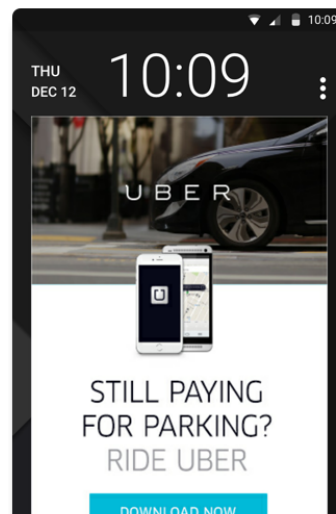 10:09
THU
DEC 12
10:09
UBER
STILL PAYING
FOR PARKING?
RIDE UBER
DOWNLOAD NOW